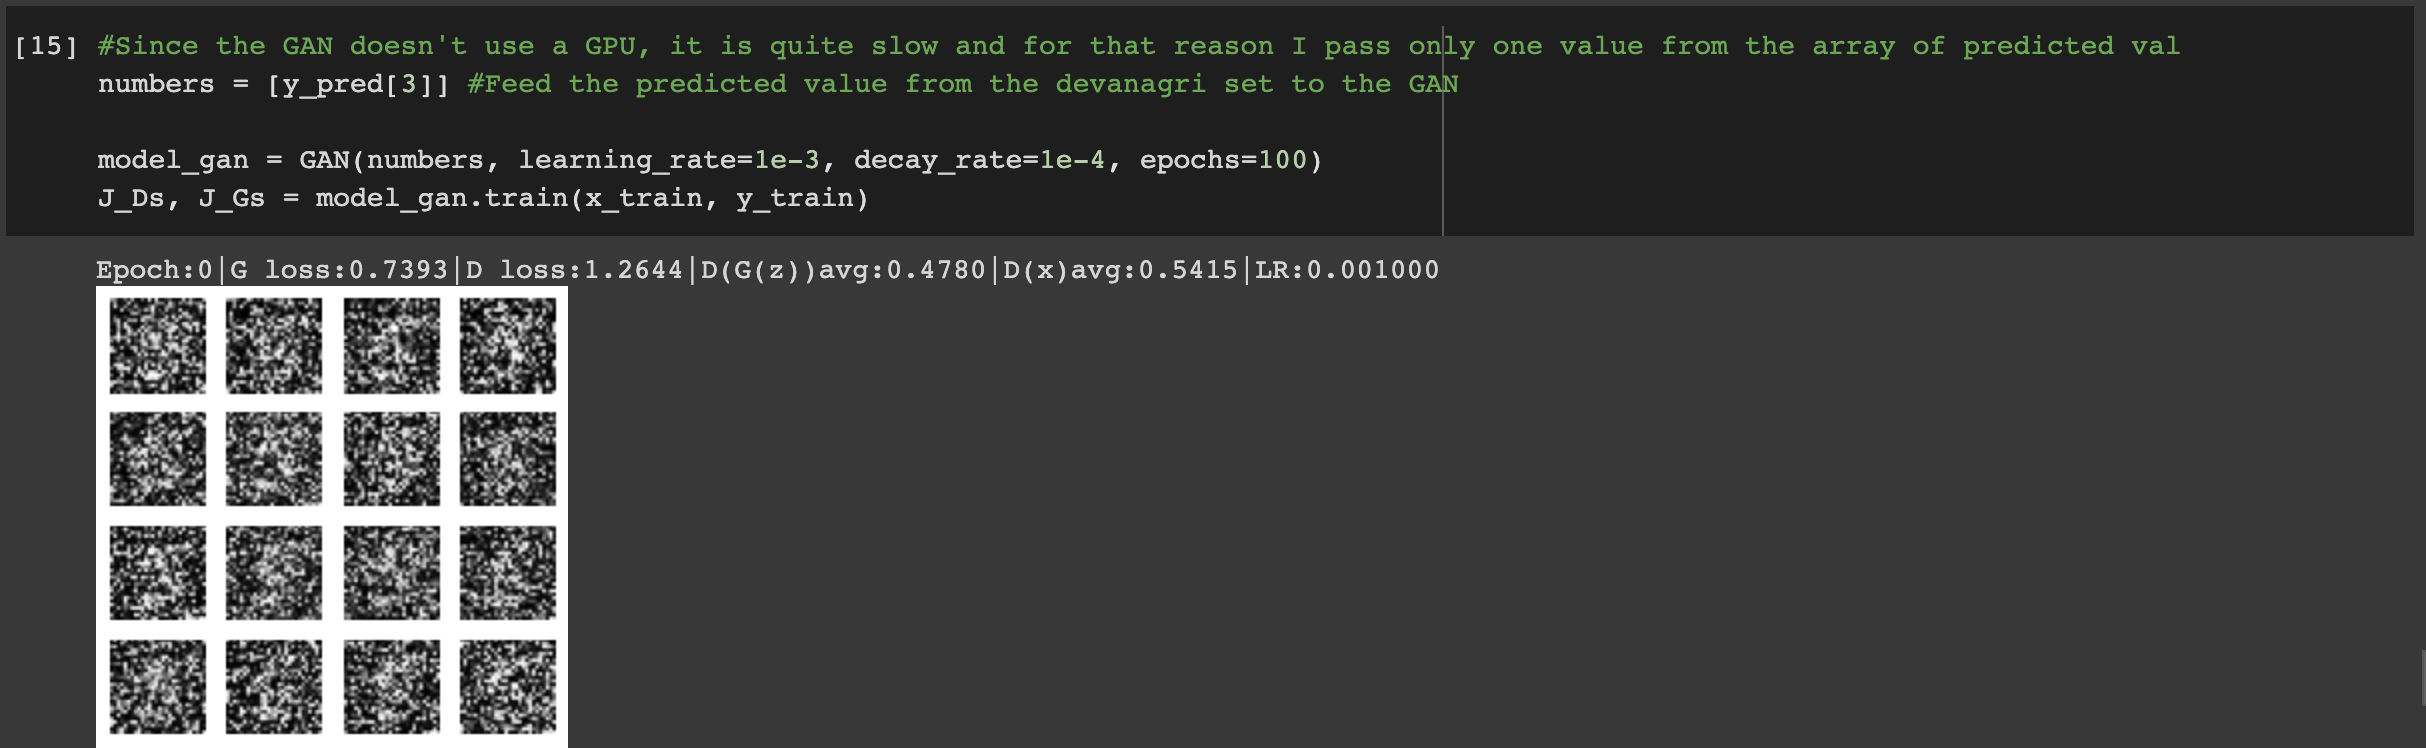 [15] #Since the GAN doesn't use a GPU, it is quite slow and for that reason I pass only one value from the array of predicted val
numbers = [y_pred[3]] #Feed the predicted value from the devanagri set to the GAN
model_gan = GAN(numbers, learning_rate=1e-3, decay_rate=1e-4, epochs=100)
J_Ds, J_Gs = model_gan.train(x_train, y_train)
Epoch:0|G loss:0.7393|D loss:1.2644|D(G(z))avg:0.4780|D(x)avg:0.5415|LR:0.001000